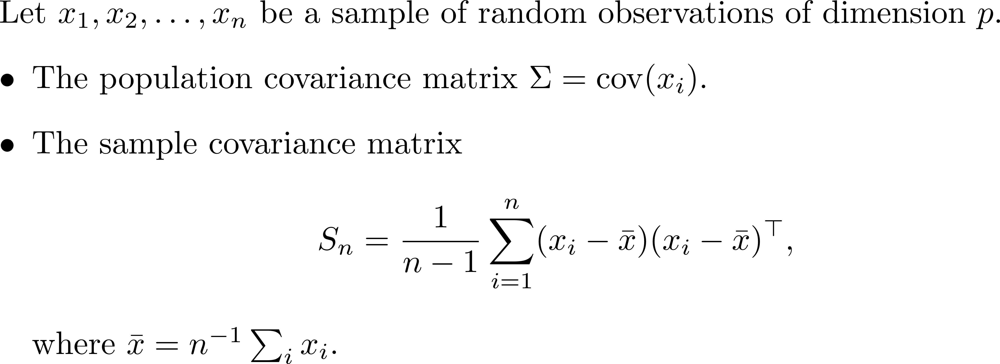 Let $x_1, x_2, \ldots, x_n$ be a sample of random observations of dimension $p$.
• The population covariance matrix $\Sigma = \mathrm{cov}(x_i)$.
• The sample covariance matrix
$S_n = \frac{1}{n-1} \sum_{i=1}^{n} (x_i - \bar{x})(x_i - \bar{x})^\top,$
where $\bar{x} = n^{-1} \sum_i x_i$.